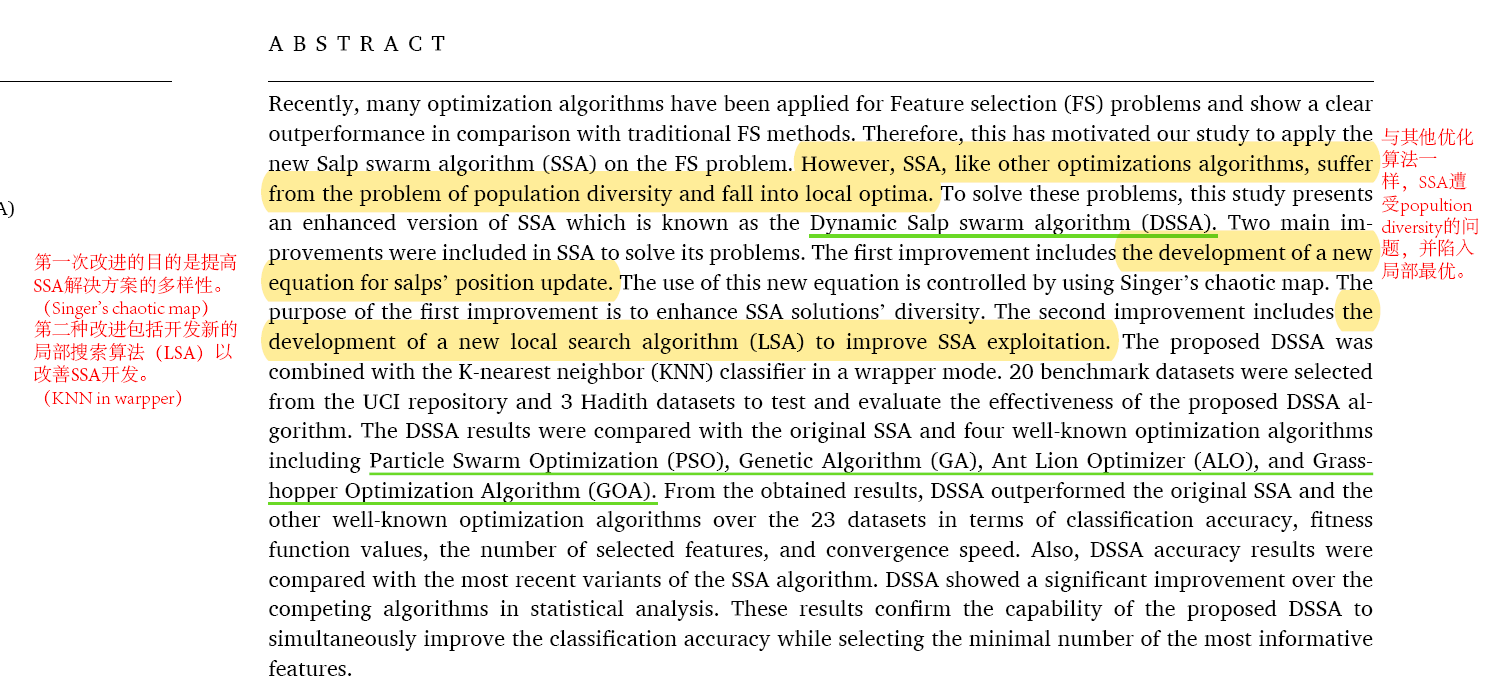 A B S T R A C T
Recently, many optimization algorithms have been applied for Feature selection (FS) problems and show a clear
outperformance in comparison with traditional FS methods. Therefore, this has motivated our study to apply the
new Salp swarm algorithm (SSA) on the FS problem. However, SSA, like other optimizations algorithms, suffer
from the problem of population diversity and fall into local optima. To solve these problems, this study presents
an enhanced version of SSA which is known as the Dynamic Salp swarm algorithm (DSSA). Two main im-
provements were included in SSA to solve its problems. The first improvement includes the development of a new
equation for salps’ position update. The use of this new equation is controlled by using Singer’s chaotic map. The
purpose of the first improvement is to enhance SSA solutions’ diversity. The second improvement includes the
development of a new local search algorithm (LSA) to improve SSA exploitation. The proposed DSSA was
combined with the K-nearest neighbor (KNN) classifier in a wrapper mode. 20 benchmark datasets were selected
from the UCI repository and 3 Hadith datasets to test and evaluate the effectiveness of the proposed DSSA al-
gorithm. The DSSA results were compared with the original SSA and four well-known optimization algorithms
including Particle Swarm Optimization (PSO), Genetic Algorithm (GA), Ant Lion Optimizer (ALO), and Grass-
hopper Optimization Algorithm (GOA). From the obtained results, DSSA outperformed the original SSA and the
other well-known optimization algorithms over the 23 datasets in terms of classification accuracy, fitness
function values, the number of selected features, and convergence speed. Also, DSSA accuracy results were
compared with the most recent variants of the SSA algorithm. DSSA showed a significant improvement over the
competing algorithms in statistical analysis. These results confirm the capability of the proposed DSSA to
simultaneously improve the classification accuracy while selecting the minimal number of the most informative
features.
与其他优化
算法一
样，SSA遭
受popultion
diversity的问
题，并陷入
局部最优。
A)
第一次改进的目的是提高
SSA解决方案的多样性。
（Singer’s chaotic map）
第二种改进包括开发新的
局部搜索算法（LSA）以
改善SSA开发。
（KNN in warpper）